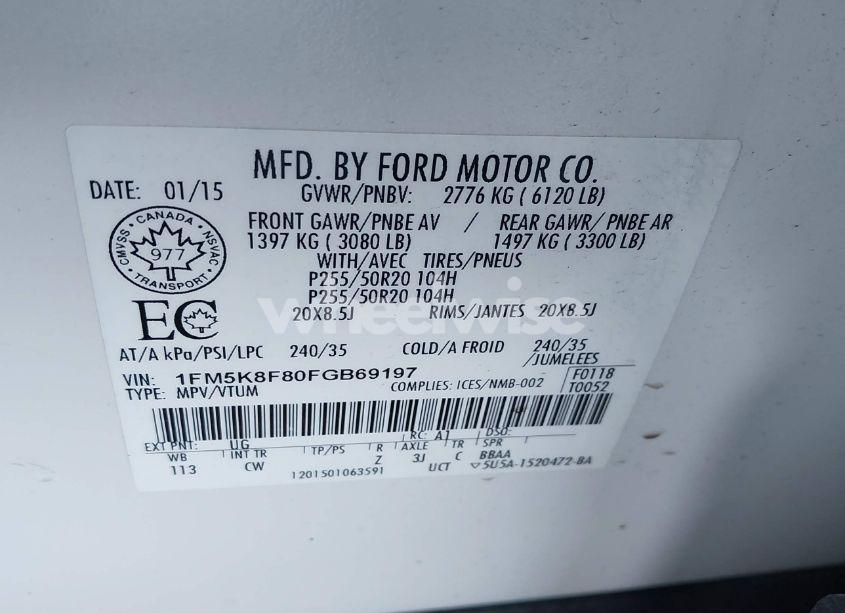 MFD. BY FORD MOTOR CO.
DATE: 01/15 GVWR/PNBV: 2776 KG ( 6120 LB)
FRONT GAWR/PNBE AV / REAR GAWR/ PNBE AR
1397 KG ( 3080 LB) 1497 KG ( 3300 LB)
CANADA
CMVSS 977 NSVAC
TRANSPORT
WITH/AVEC TIRES/PNEUS
P255/50R20 104H
P255/50R20 104H
EC 20X8.5J RIMS/JANTES 20X8.5J
wheelwise
AT/A kPa/PSI/LPC 240/35 COLD/A FROID 240/35
/JUMELEES
VIN: 1FM5K8F80FGB69197 F0118
TYPE: MPV/VTUM COMPLIES: ICES/NMB-002 T0052
EXT PNT: UG RC: A1 DSO:
WB INT TR TP/PS R AXLE TR SPR
113 CW Z 3J C BBAA
1201501063591 UCT ▽5U5A-1520472-BA